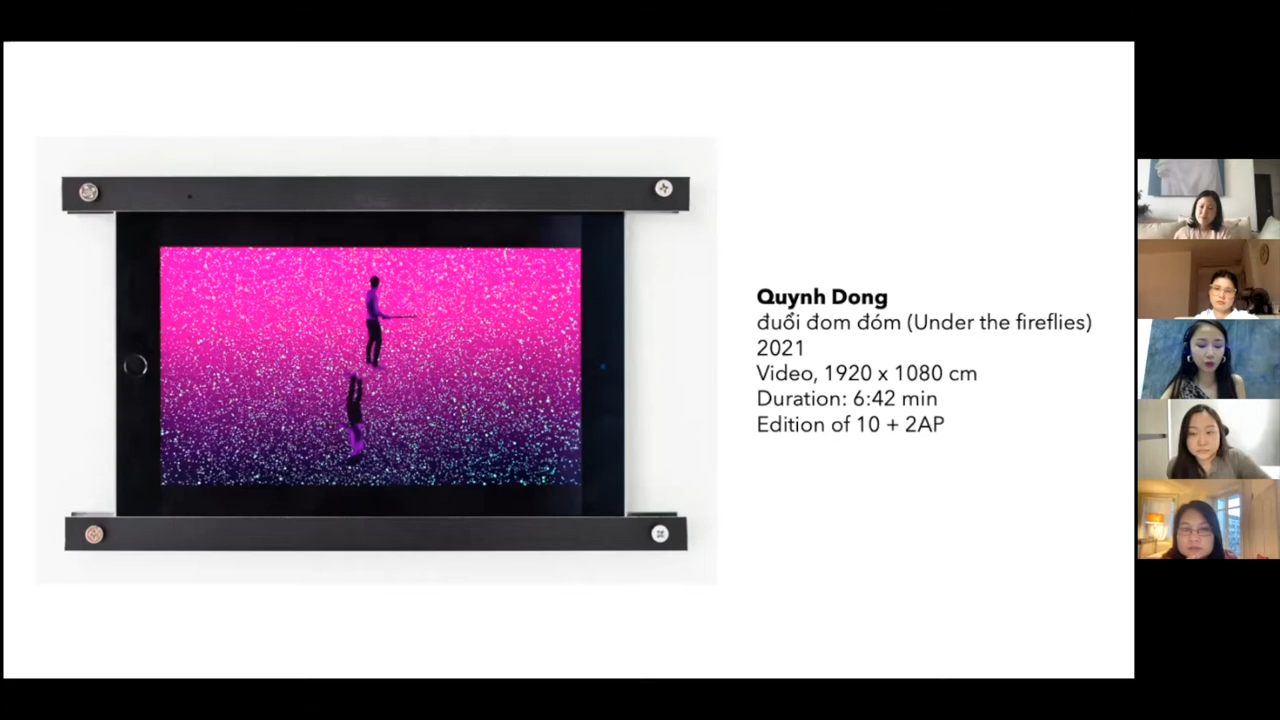 Quynh Dong
đuổi đom đóm (Under the fireflies)
2021
Video, 1920 x 1080 cm
Duration: 6:42 min
Edition of 10 + 2AP